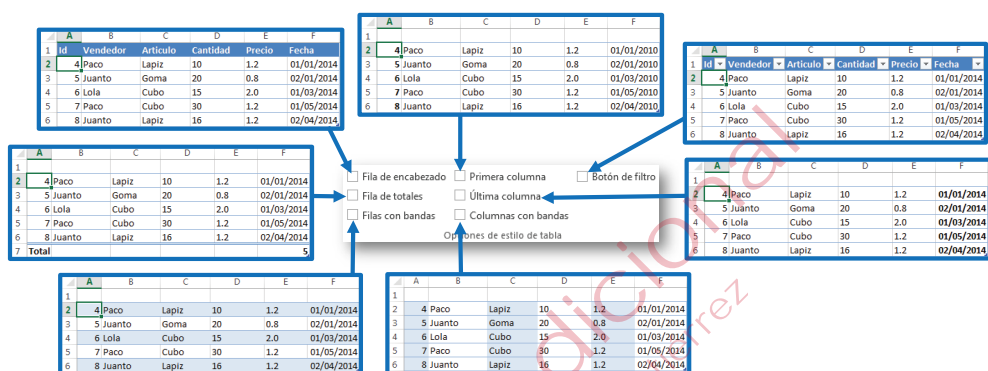 A B C D E F
1 Id Vendedor Articulo Cantidad Precio Fecha
2 4 Paco Lapiz 10 1.2 01/01/2014
3 5 Juanto Goma 20 0.8 02/01/2014
4 6 Lola Cubo 15 2.0 01/03/2014
5 7 Paco Cubo 30 1.2 01/05/2014
6 8 Juanto Lapiz 16 1.2 02/04/2014
A B C D E F
1
2 4 Paco Lapiz 10 1.2 01/01/2010
3 5 Juanto Goma 20 0.8 02/01/2010
4 6 Lola Cubo 15 2.0 01/03/2010
5 7 Paco Cubo 30 1.2 01/05/2010
6 8 Juanto Lapiz 16 1.2 02/04/2010
A B C D E F
1 Id Vendedor Articulo Cantidad Precio Fecha
2 4 Paco Lapiz 10 1.2 01/01/2014
3 5 Juanto Goma 20 0.8 02/01/2014
4 6 Lola Cubo 15 2.0 01/03/2014
5 7 Paco Cubo 30 1.2 01/05/2014
6 8 Juanto Lapiz 16 1.2 02/04/2014
A B C D E F
1
2 4 Paco Lapiz 10 1.2 01/01/2014
3 5 Juanto Goma 20 0.8 02/01/2014
4 6 Lola Cubo 15 2.0 01/03/2014
5 7 Paco Cubo 30 1.2 01/05/2014
6 8 Juanto Lapiz 16 1.2 02/04/2014
7 Total 5
Fila de encabezado Primera columna Botón de filtro
Fila de totales Última columna
Filas con bandas Columnas con bandas
Opciones de estilo de tabla
A B C D E F
1
2 4 Paco Lapiz 10 1.2 01/01/2014
3 5 Juanto Goma 20 0.8 02/01/2014
4 6 Lola Cubo 15 2.0 01/03/2014
5 7 Paco Cubo 30 1.2 01/05/2014
6 8 Juanto Lapiz 16 1.2 02/04/2014
A B C D E F
1
2 4 Paco Lapiz 10 1.2 01/01/2014
3 5 Juanto Goma 20 0.8 02/01/2014
4 6 Lola Cubo 15 2.0 01/03/2014
5 7 Paco Cubo 30 1.2 01/05/2014
6 8 Juanto Lapiz 16 1.2 02/04/2014
A B C D E F
1
2 4 Paco Lapiz 10 1.2 01/01/2014
3 5 Juanto Goma 20 0.8 02/01/2014
4 6 Lola Cubo 15 2.0 01/03/2014
5 7 Paco Cubo 30 1.2 01/05/2014
6 8 Juanto Lapiz 16 1.2 02/04/2014